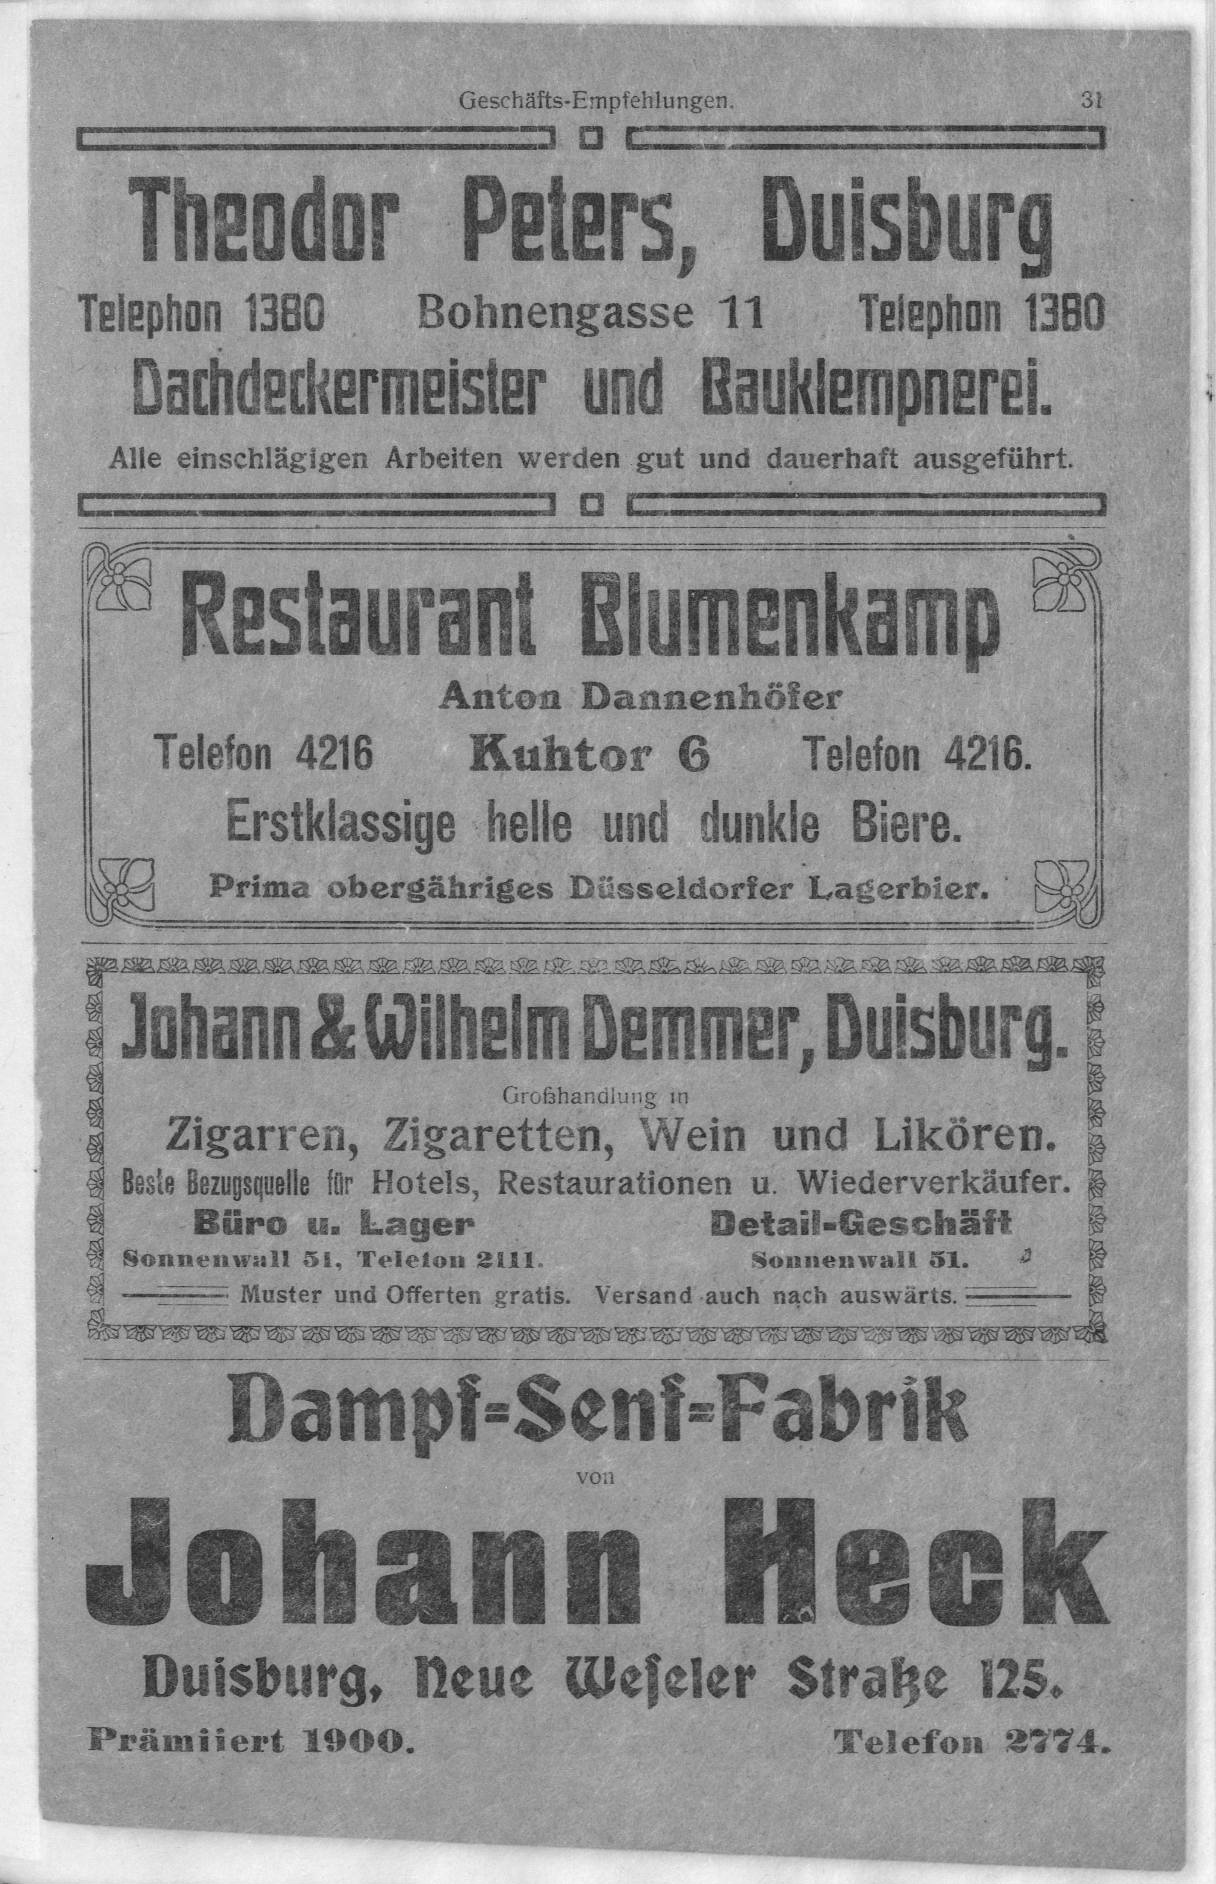 Geschäfts-Empfehlungen. 31
Theodor Peters, Duisburg
Telephon 1380 Bohnengasse 11 Telephon 1380
Dachdeckermeister und Bauklempnerei.
Alle einschlägigen Arbeiten werden gut und dauerhaft ausgeführt.
Restaurant Blumenkamp
Anton Dannenhöfer
Telefon 4216 Kuhtor 6 Telefon 4216.
Erstklassige helle und dunkle Biere.
Prima obergähriges Düsseldorfer Lagerbier.
Johann & Wilhelm Demmer, Duisburg.
Großhandlung in
Zigarren, Zigaretten, Wein und Likören.
Beste Bezugsquelle für Hotels, Restaurationen u. Wiederverkäufer.
Büro u. Lager Detail-Geschäft
Sonnenwall 51, Telefon 2111. Sonnenwall 51.
Muster und Offerten gratis. Versand auch nach auswärts.
Dampf=Senf=Fabrik
von
Johann Heck
Duisburg, Neue Weſeler Straße 125.
Prämiiert 1900. Telefon 2774.